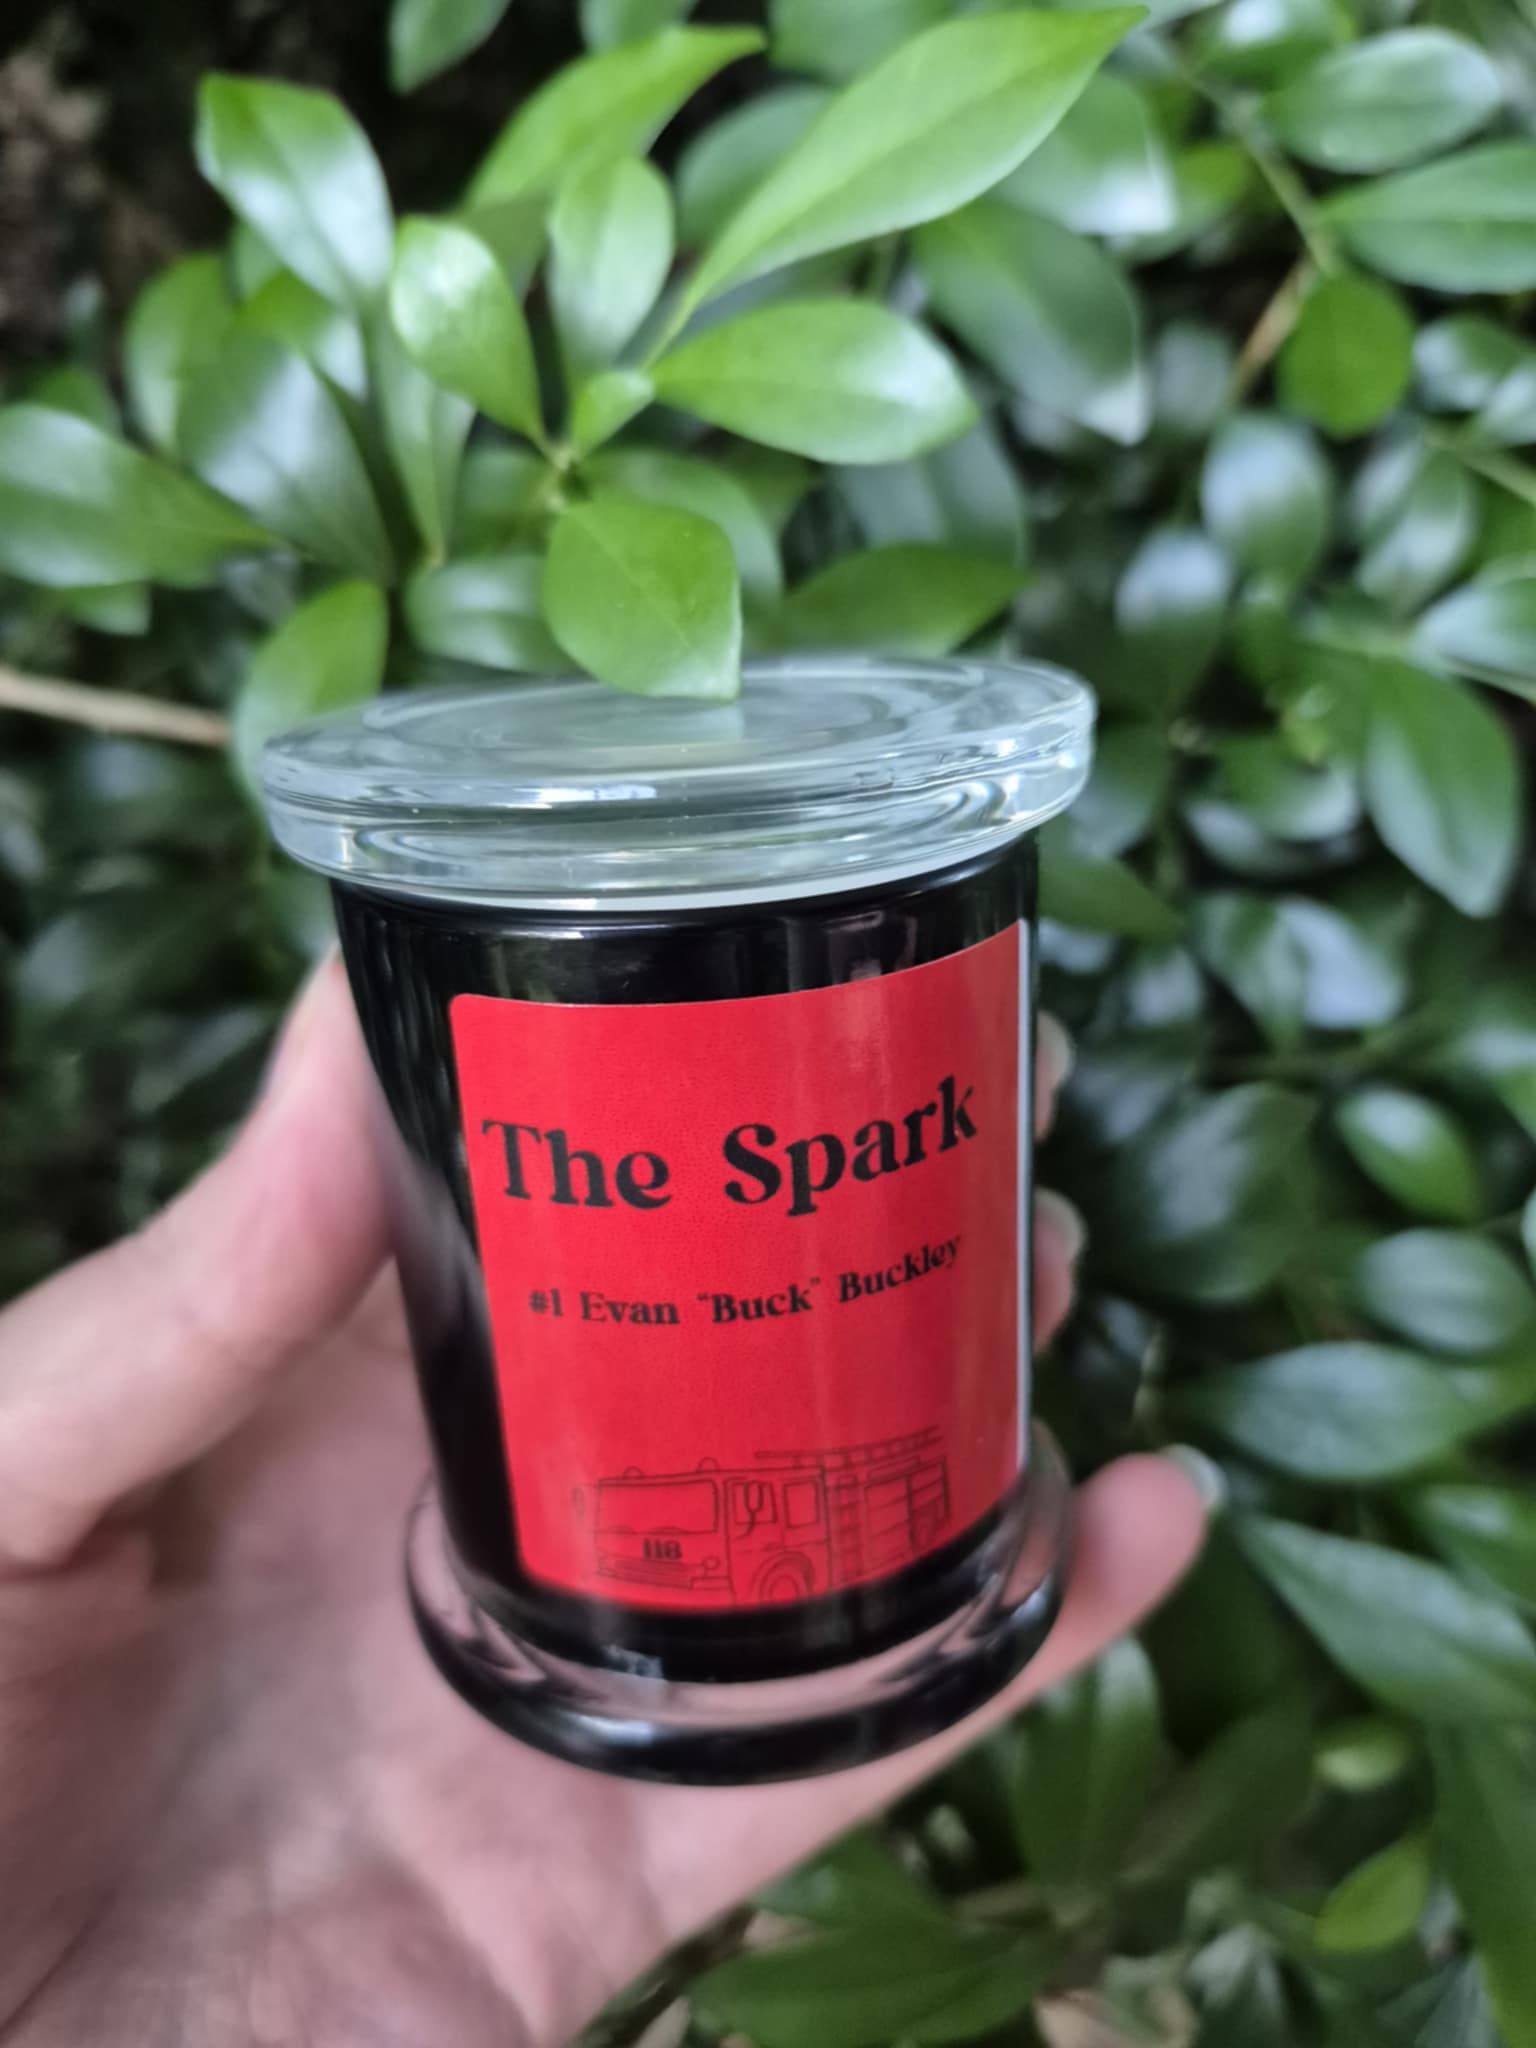 The Spark
#1 Evan “Buck” Buckley
118